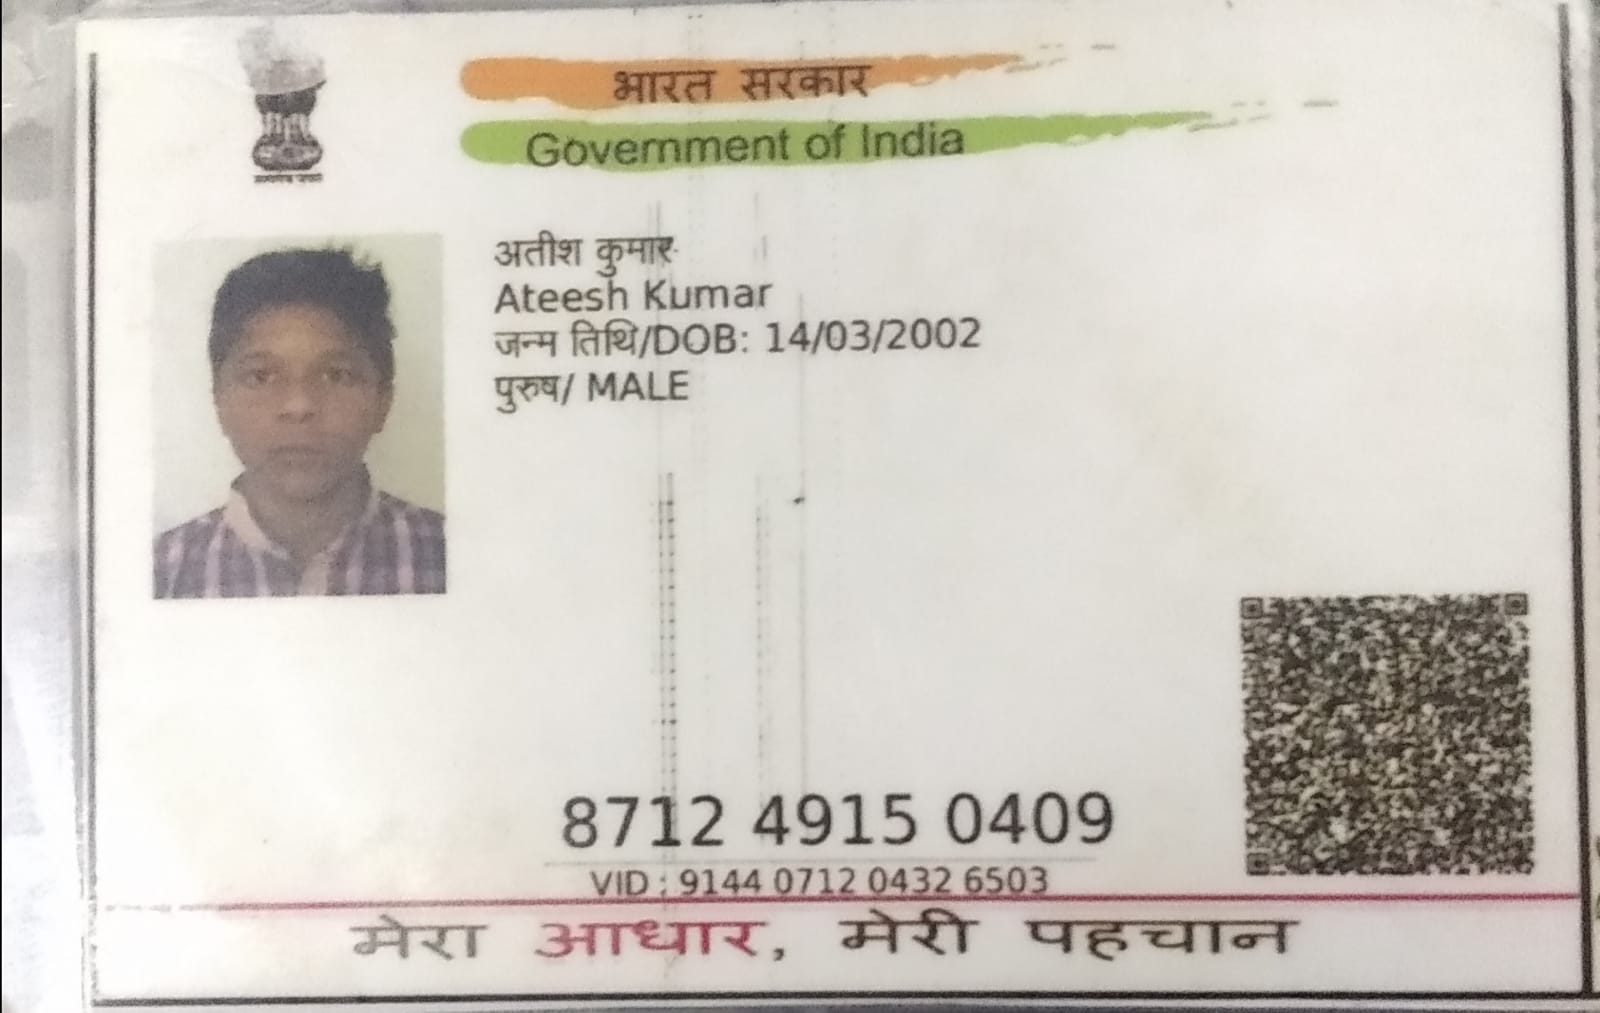 भारत सरकार
Government of India
अतीश कुमार
Ateesh Kumar
जन्म तिथि/DOB: 14/03/2002
पुरुष/ MALE
8712 4915 0409
VID : 9144 0712 0432 6503
मेरा आधार, मेरी पहचान